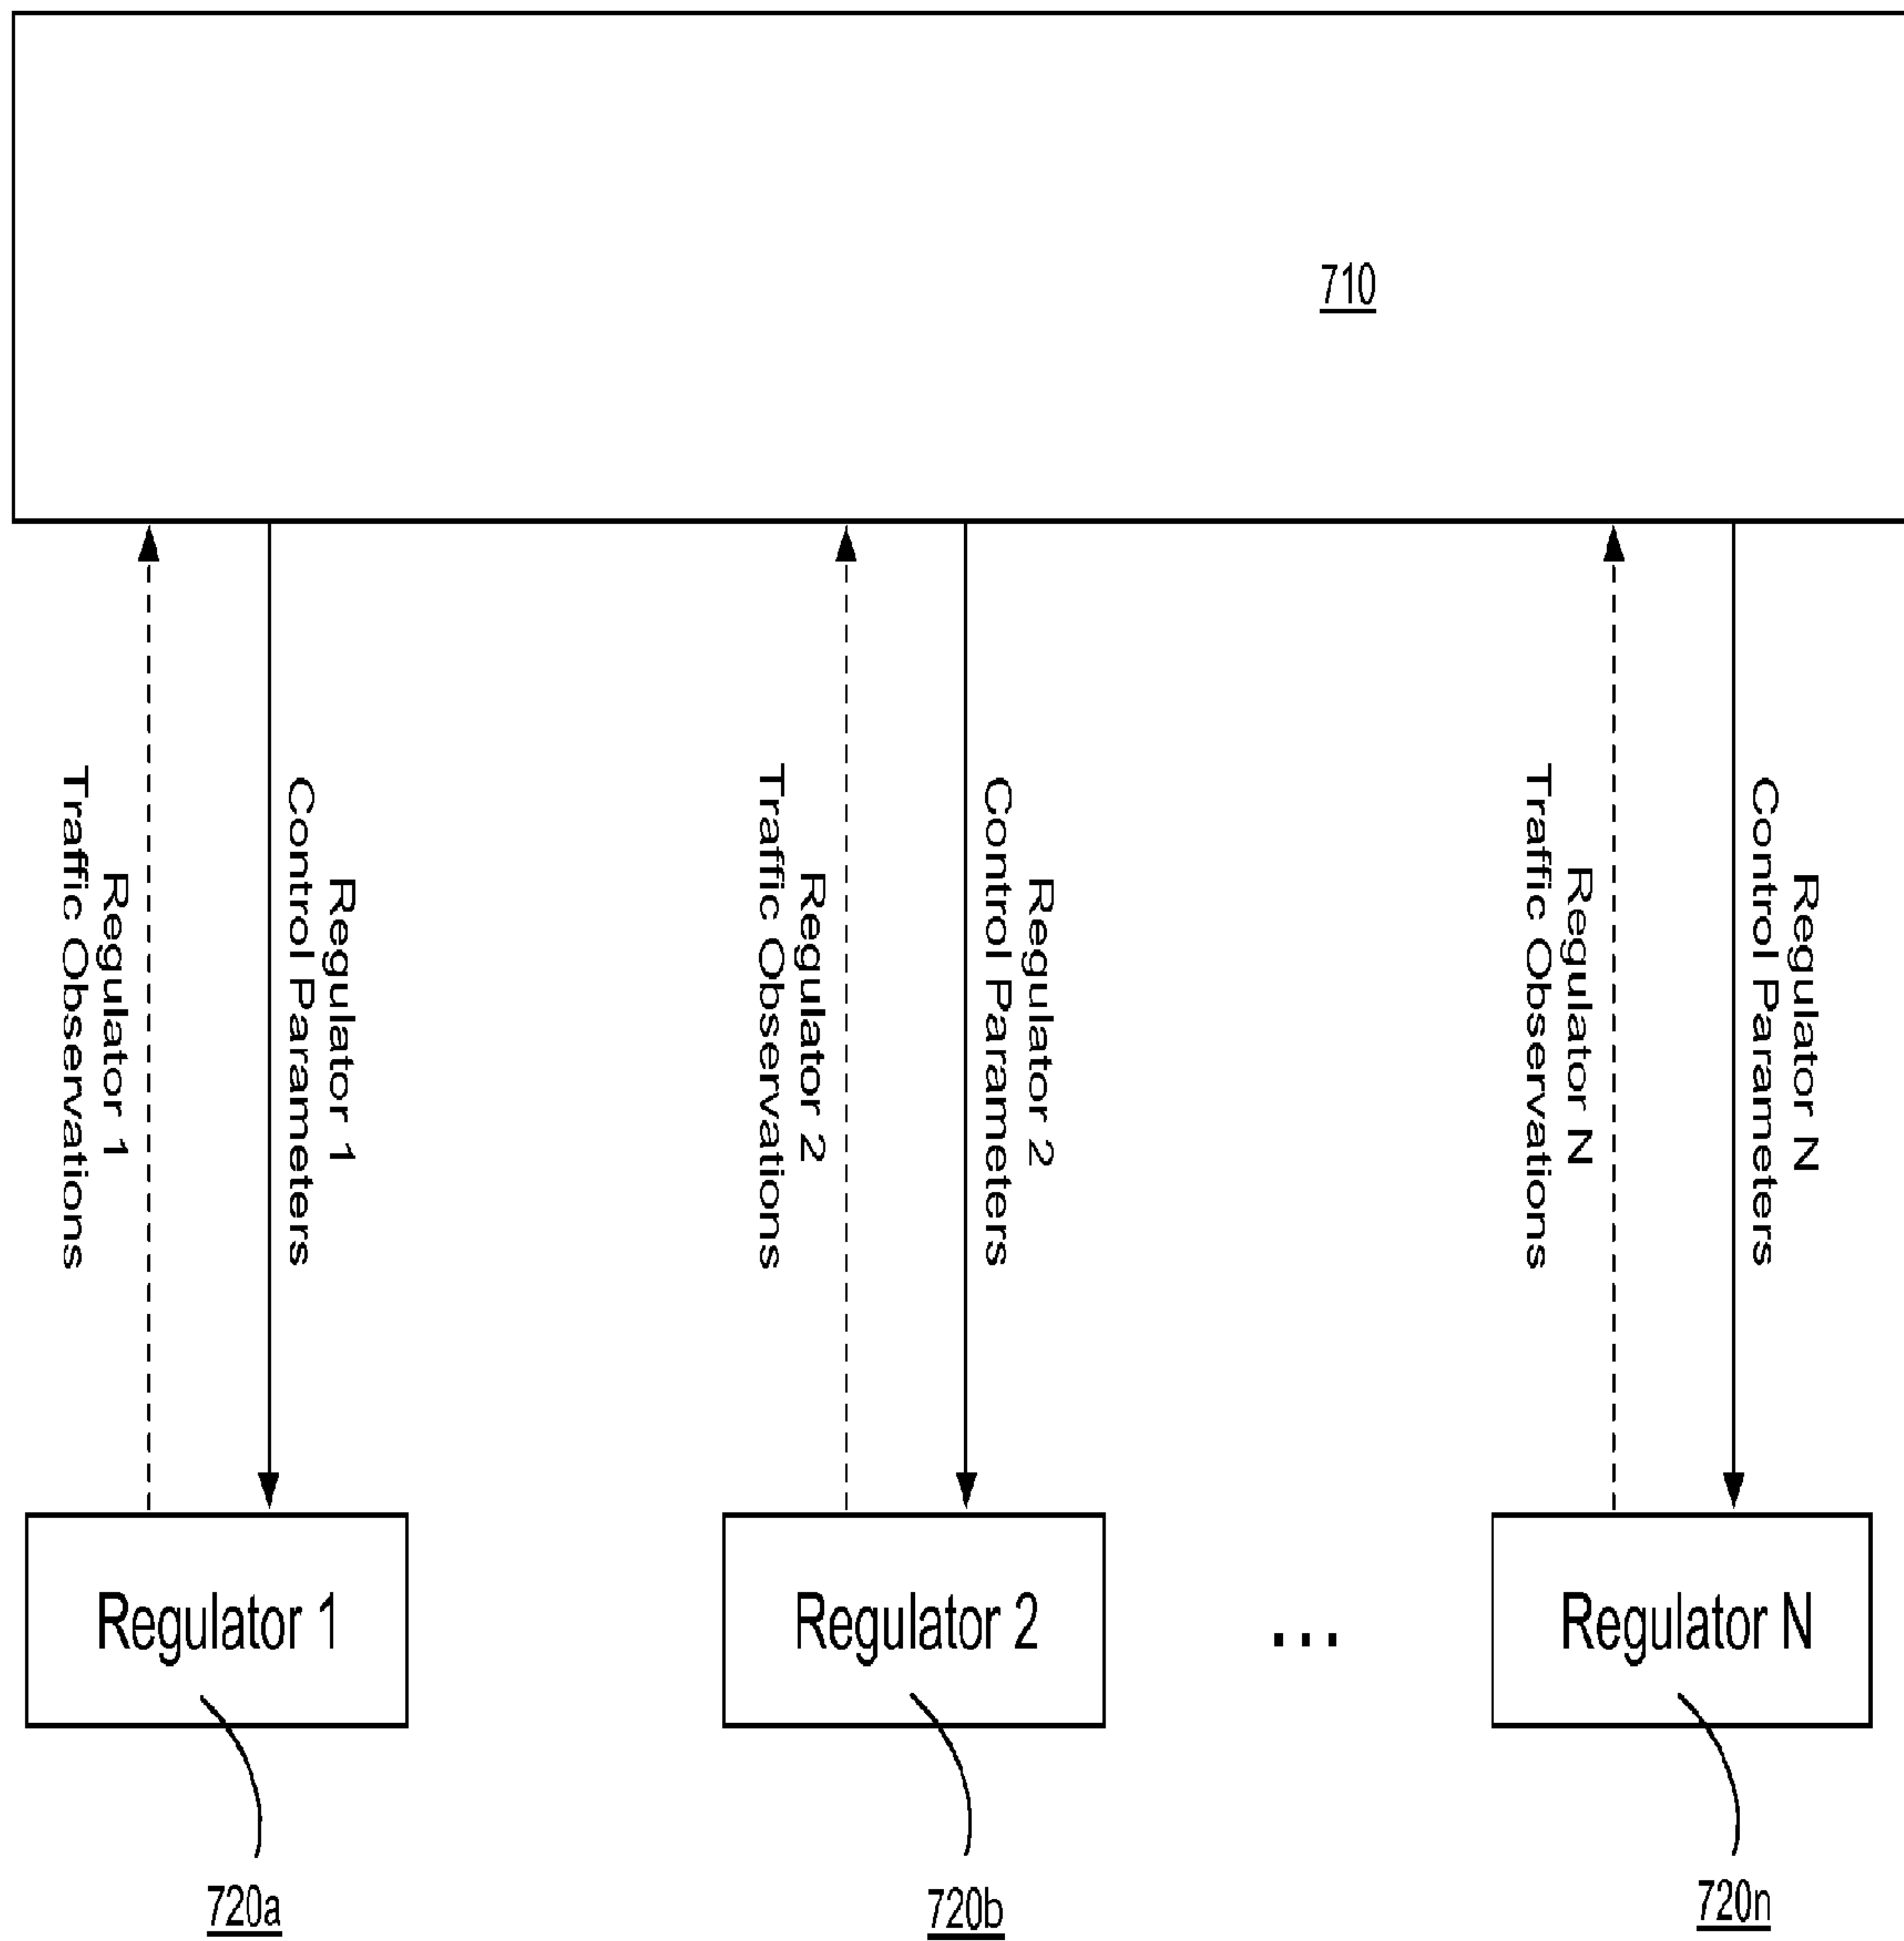 710
Regulator 1
Traffic Observations
Regulator 1
Control Parameters
Regulator 2
Traffic Observations
Regulator 2
Control Parameters
Regulator N
Traffic Observations
Regulator N
Control Parameters
Regulator 1
Regulator 2
...
Regulator N
720a
720b
720n